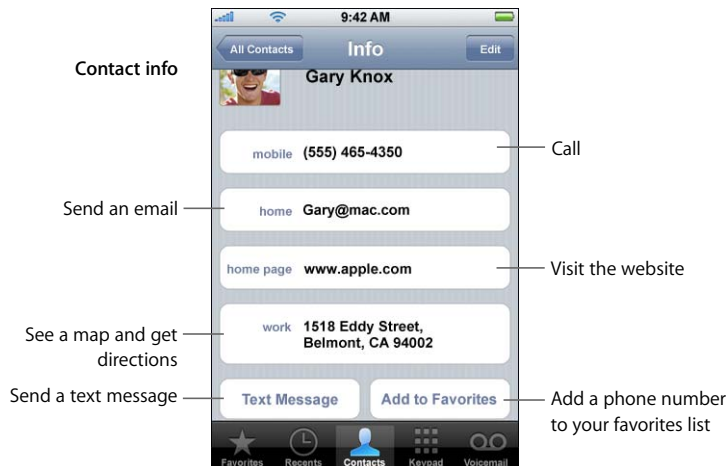 9:42 AM
All Contacts
Info
Edit
Contact info
Gary Knox
mobile (555) 465-4350
Call
Send an email
home Gary@mac.com
home page www.apple.com
Visit the website
See a map and get
directions
work 1518 Eddy Street,
Belmont, CA 94002
Send a text message
Text Message
Add to Favorites
Add a phone number
to your favorites list
Favorites
Recents
Contacts
Keypad
Voicemail